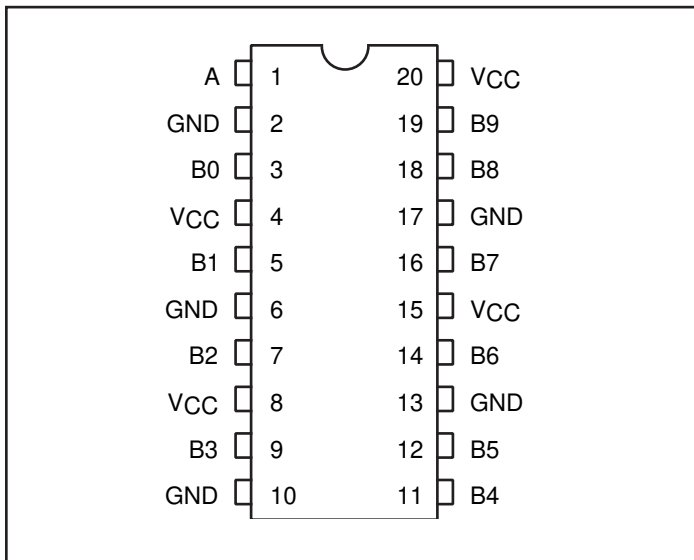 A 1 20 VCC
GND 2 19 B9
B0 3 18 B8
VCC 4 17 GND
B1 5 16 B7
GND 6 15 VCC
B2 7 14 B6
VCC 8 13 GND
B3 9 12 B5
GND 10 11 B4